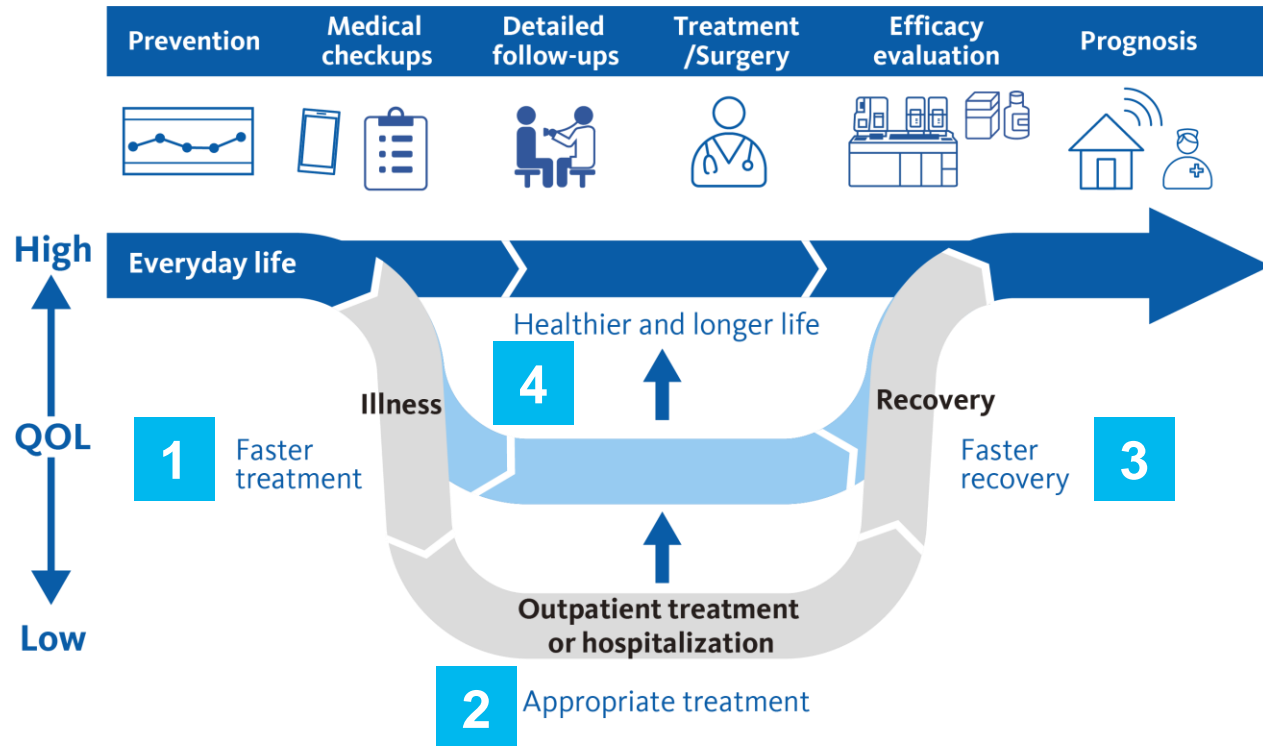 Prevention
Medical
checkups
Detailed
follow-ups
Treatment
/Surgery
Efficacy
evaluation
Prognosis
High
Everyday life
Healthier and longer life
4
Illness
Recovery
QOL
1
Faster
treatment
Faster
recovery
3
Outpatient treatment
or hospitalization
Low
2
Appropriate treatment